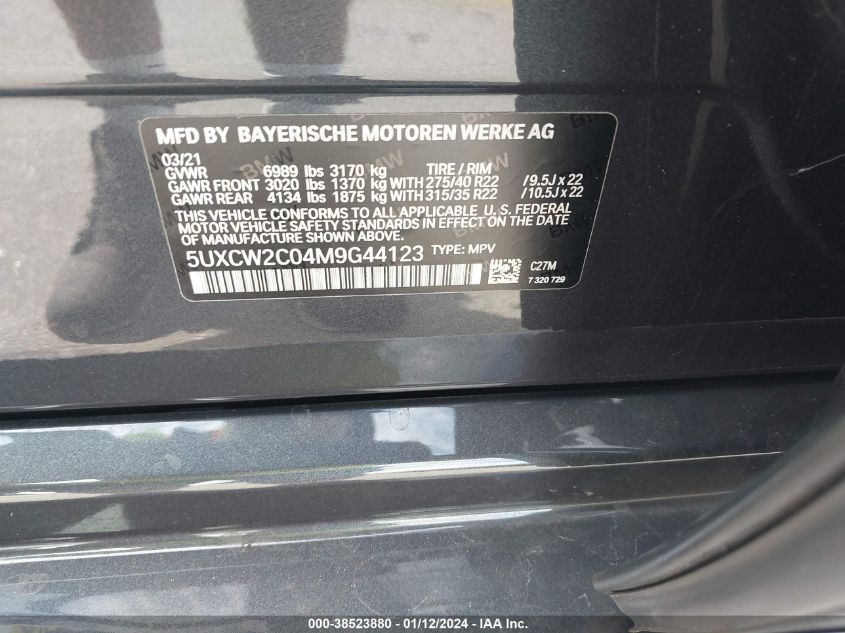 MFD BY BAYERISCHE MOTOREN WERKE AG
03/21
GVWR 6989 lbs 3170 kg TIRE / RIM
GAWR FRONT 3020 lbs 1370 kg WITH 275/40 R22 /9.5J x 22
GAWR REAR 4134 lbs 1875 kg WITH 315/35 R22 /10.5J x 22
THIS VEHICLE CONFORMS TO ALL APPLICABLE U. S. FEDERAL
MOTOR VEHICLE SAFETY STANDARDS IN EFFECT ON THE DATE
OF MANUFACTURE SHOWN ABOVE.
5UXCW2C04M9G44123 TYPE: MPV
C27M
7 320 729
000-38523880 - 01/12/2024 - IAA Inc.